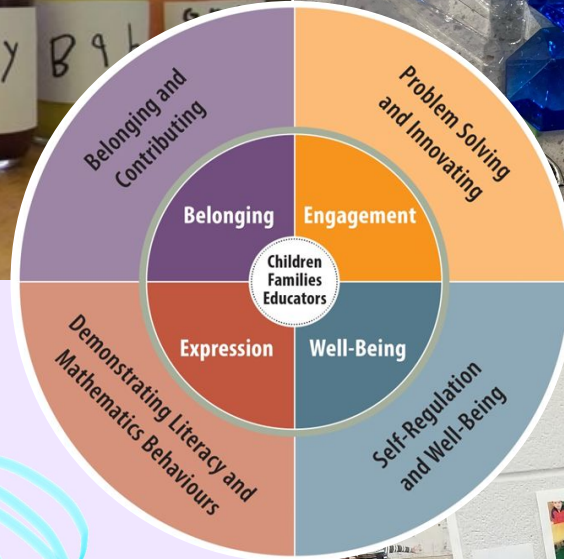 Belonging and
Contributing
Problem Solving
and Innovating
Belonging
Engagement
Children
Families
Educators
Expression
Well-Being
Demonstrating Literacy and
Mathematics Behaviours
Self-Regulation
and Well-Being